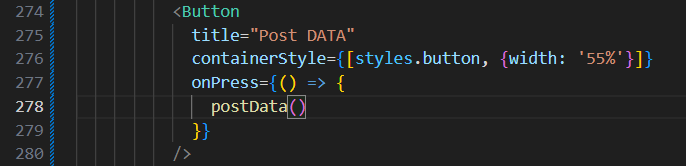 274 <Button
275 title="Post DATA"
276 containerStyle={[styles.button, {width: '55%'}]}
277 onPress={() => {
278 postData()
279 }}
280 />